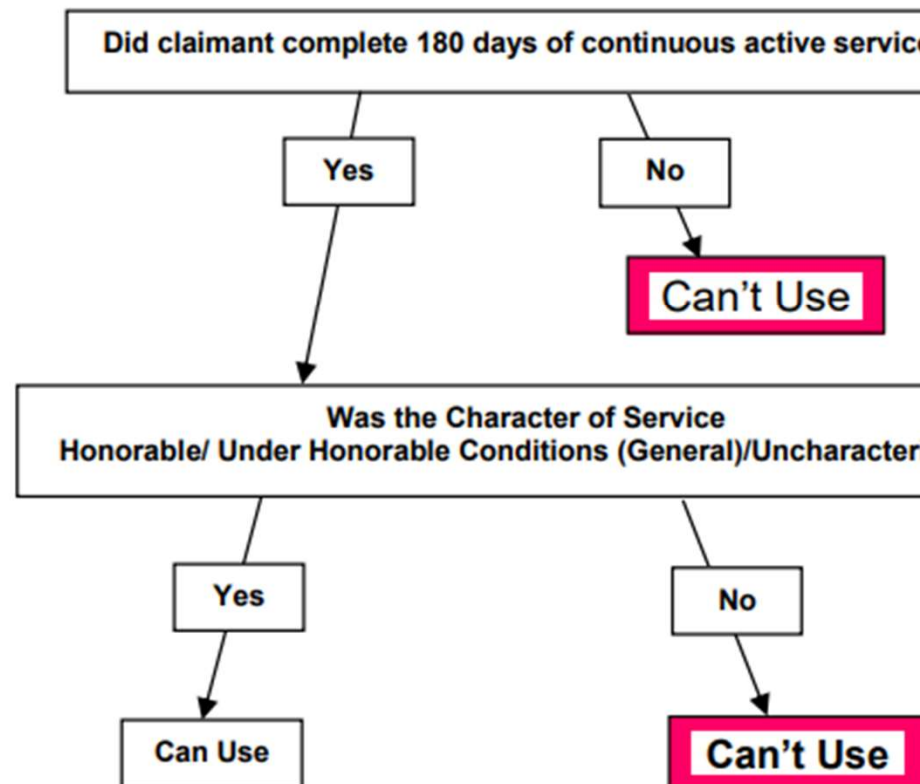 Did claimant complete 180 days of continuous active service
Yes
No
Can't Use
Was the Character of Service
Honorable/ Under Honorable Conditions (General)/Uncharacter
Yes
No
Can Use
Can't Use